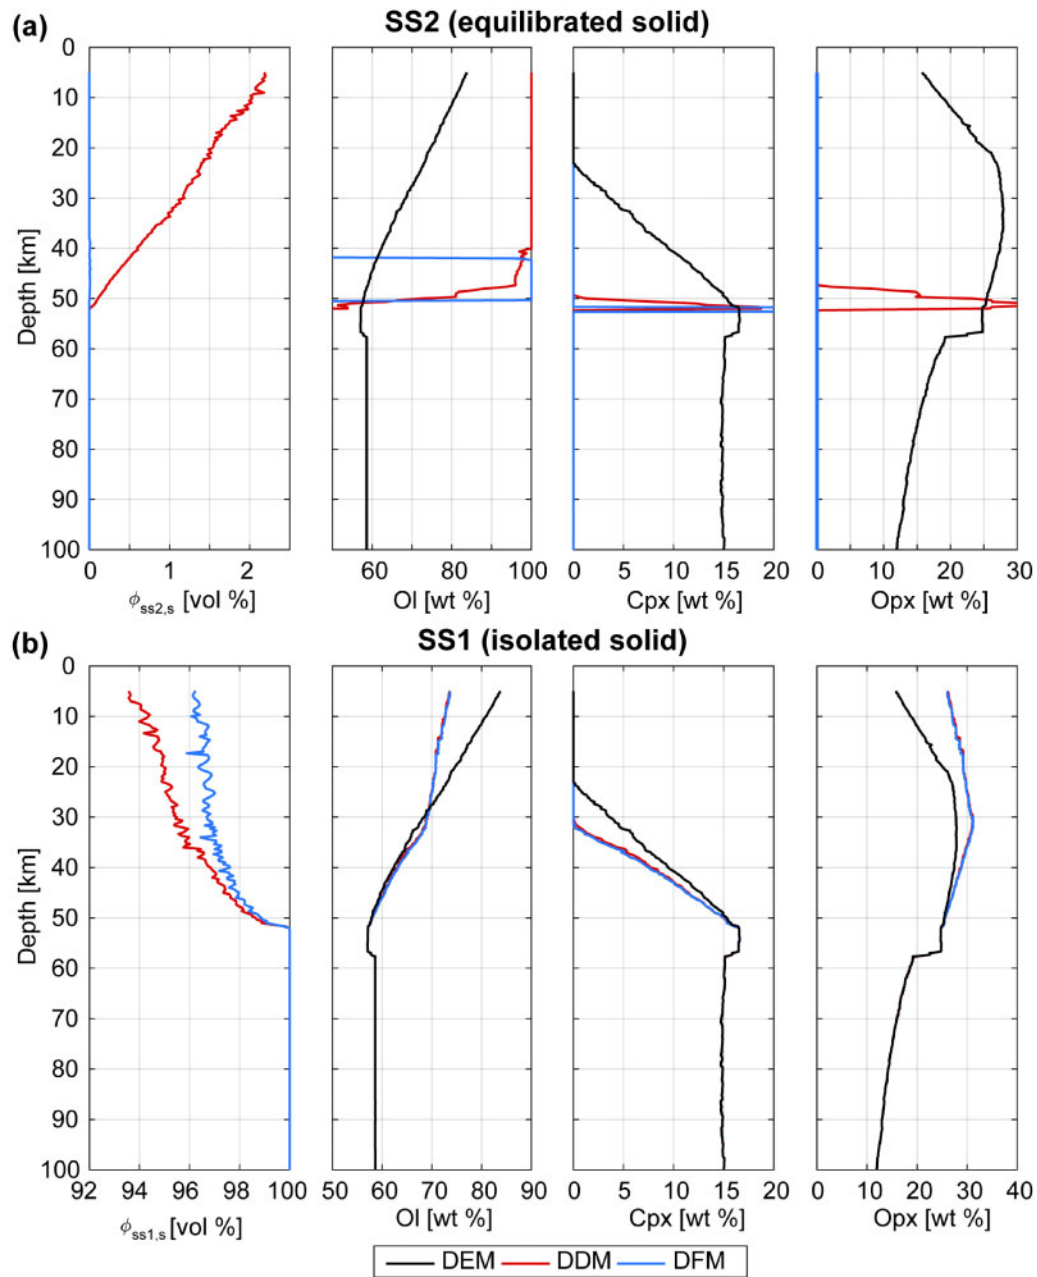 (a) SS2 (equilibrated solid)
0
10
20
30
40
50
60
70
80
90
100
Depth [km]
0 1 2
60 80 100
0 5 10 15 20
0 10 20 30
ϕss2,s [vol %] Ol [wt %] Cpx [wt %] Opx [wt %]
(b) SS1 (isolated solid)
0
10
20
30
40
50
60
70
80
90
100
Depth [km]
92 94 96 98 100
50 60 70 80 90
0 5 10 15 20
0 10 20 30 40
ϕss1,s [vol %] Ol [wt %] Cpx [wt %] Opx [wt %]
DEM DDM DFM